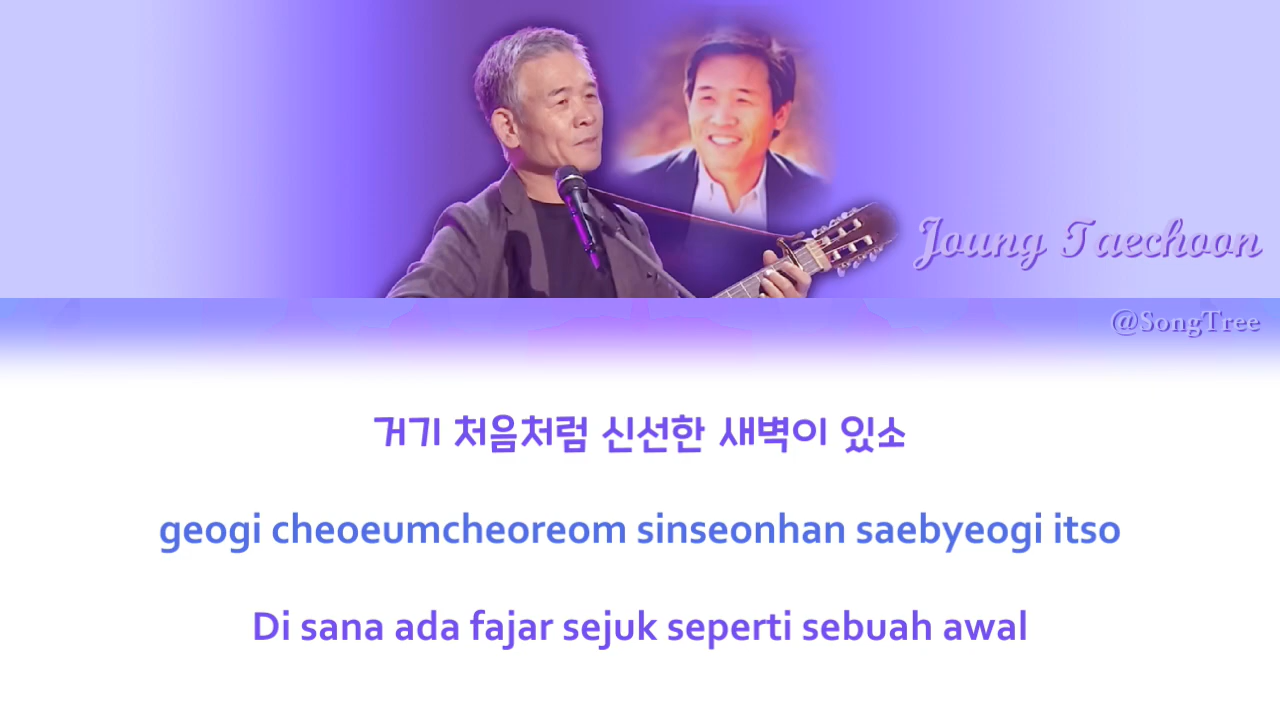 Joung Taechoon
@SongTree
거기 처음처럼 신선한 새벽이 있소
geogi cheoeumcheoreom sinseonhan saebyeogi itso
Di sana ada fajar sejuk seperti sebuah awal